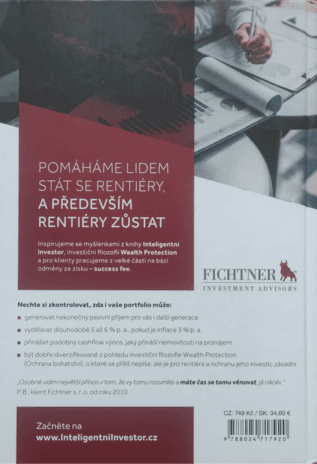 POMÁHÁME LIDEM
STÁT SE RENTIÉRY,
A PŘEDEVŠÍM
RENTIÉRY ZŮSTAT
Inspirujeme se myšlenkami z knihy Inteligentní
investor, investiční filozofií Wealth Protection
a pro klienty pracujeme z velké části na bázi
odměny ze zisku – success fee.
FICHTNER
INVESTMENT ADVISORS
Nechte si zkontrolovat, zda i vaše portfolio může:
generovat nekonečný pasivní příjem pro vás i další generace
vydělávat dlouhodobě 5 až 6 % p. a., pokud je inflace 3 % p. a.
přinášet podobný cashflow výnos, jaký přináší nemovitosti na pronájem
být dobře diverzifikované z pohledu investiční filozofie Wealth Protection
(Ochrana bohatství), o které se příliš nepíše, ale je pro rentiéra a ochranu jeho investic zásadní
„Osobně vidím největší přínos v tom, že vy tomu rozumíte a máte čas se tomu věnovat, já nikoliv.“
P. B., klient Fichtner s. r. o. od roku 2010
Začněte na
www.InteligentniInvestor.cz
CZ: 749 Kč / SK: 34,80 €
9 788024 717920